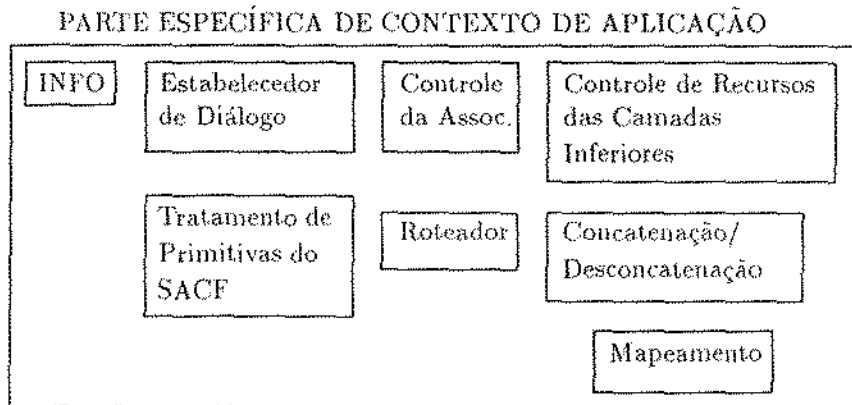 PARTE ESPECÍFICA DE CONTEXTO DE APLICAÇÃO
INFO
Estabelecedor
de Diálogo
Controle
da Assoc.
Controle de Recursos
das Camadas
Inferiores
Tratamento de
Primitivas do
SACF
Roteador
Concatenação/
Desconcatenação
Mapeamento